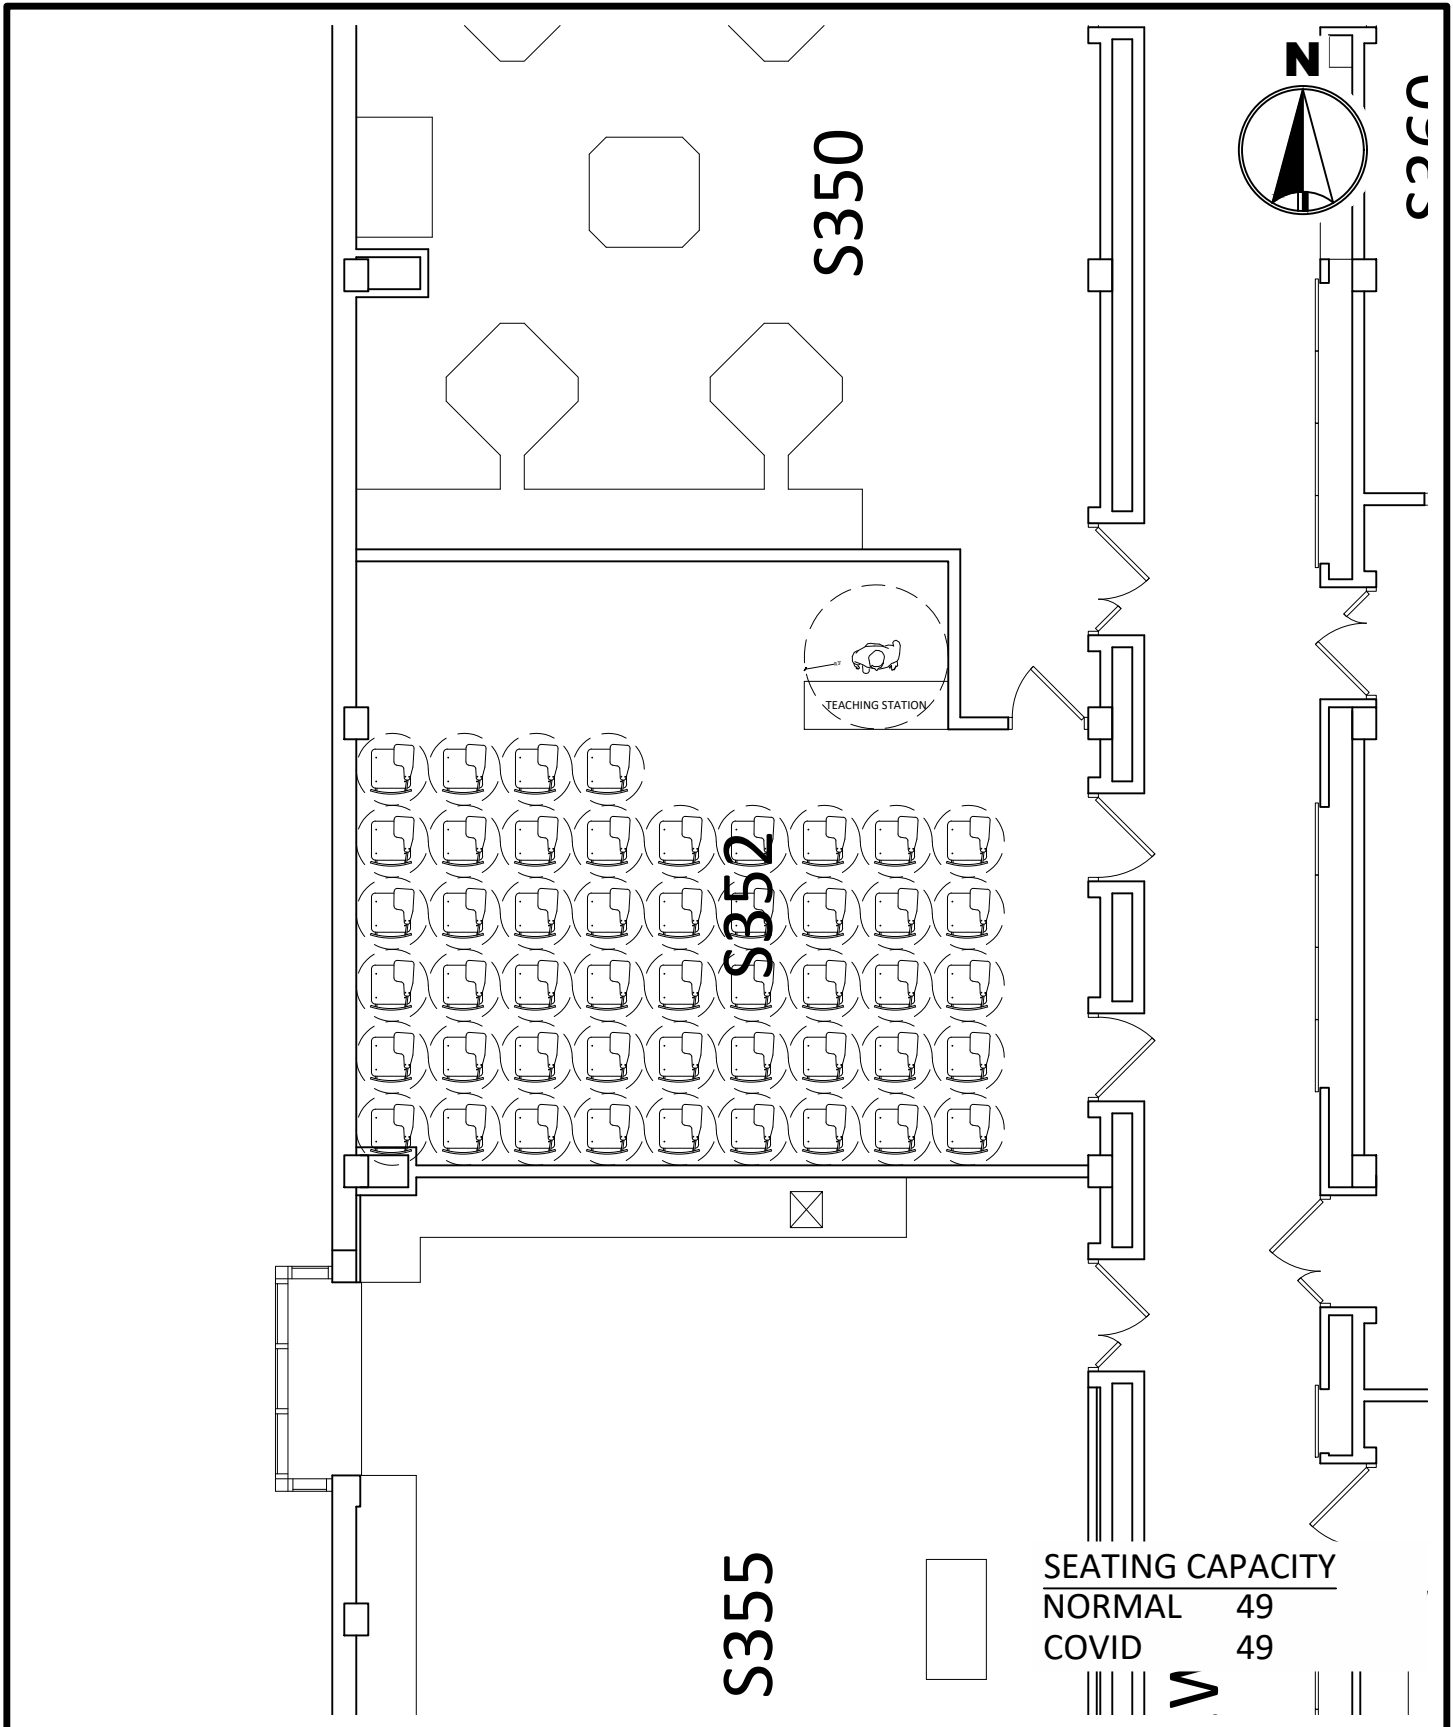 N
S350
TEACHING STATION
S352
S355
SEATING CAPACITY
NORMAL 49
COVID 49
W